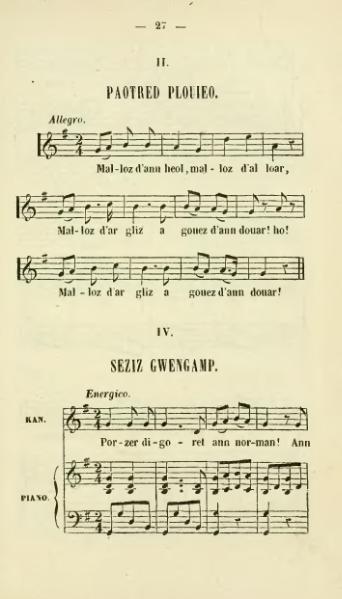 — 27 —
II.
PAOTRED PLOUIEO.
Allegro.
Mal-loz d'ann heol, mal - loz d'al loar,
Mal-loz d'ar gliz a gouez d'ann douar! ho!
Mal - loz d'ar gliz a gouez d'ann douar!
IV.
SEZIZ GWENGAMP.
Energico.
KAN.
Por-zer di-go - ret ann nor-man! Ann
PIANO.